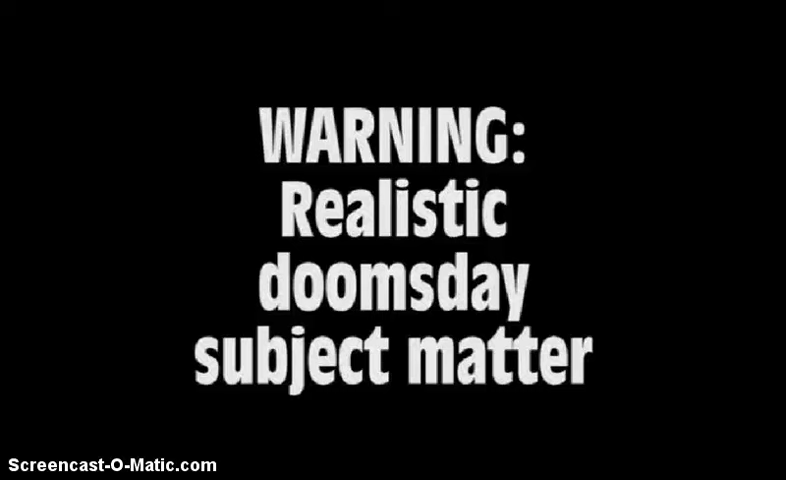 WARNING:
Realistic
doomsday
subject matter
Screencast-O-Matic.com